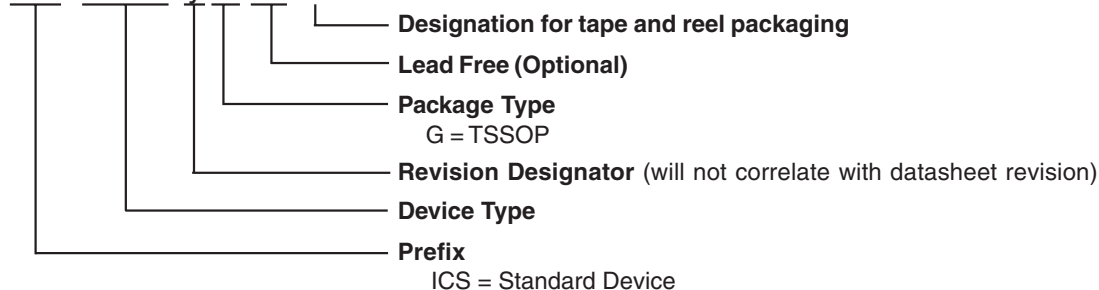 Designation for tape and reel packaging
Lead Free (Optional)
Package Type
G = TSSOP
Revision Designator (will not correlate with datasheet revision)
Device Type
Prefix
ICS = Standard Device